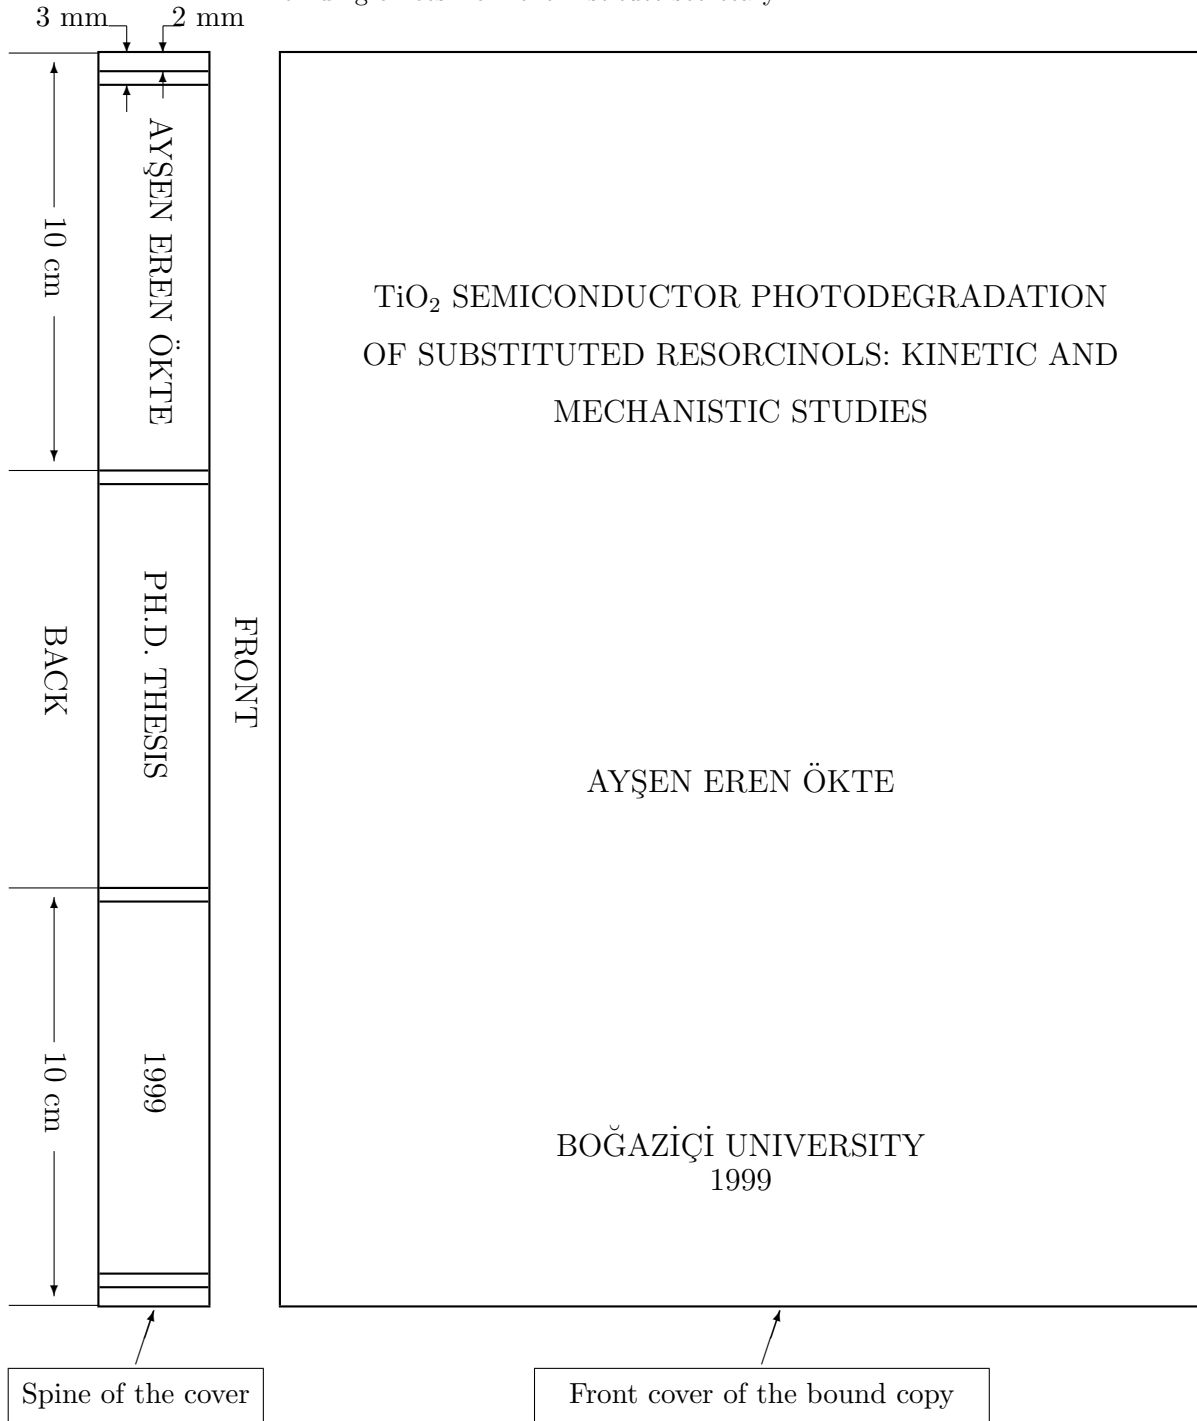 3 mm
2 mm
10 cm
AYŞEN EREN ÖKTE
TiO₂ SEMICONDUCTOR PHOTODEGRADATION
OF SUBSTITUTED RESORCINOLS: KINETIC AND
MECHANISTIC STUDIES
BACK
PH.D. THESIS
FRONT
AYŞEN EREN ÖKTE
10 cm
1999
BOĞAZİÇİ UNIVERSITY
1999
Spine of the cover
Front cover of the bound copy